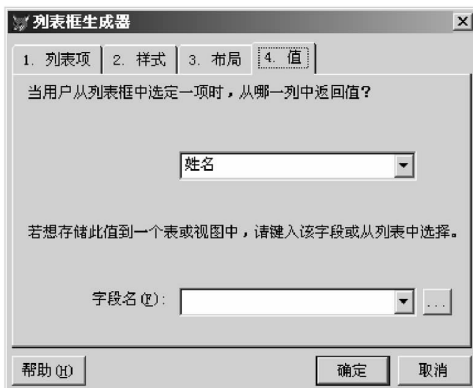 列表框生成器
1. 列表项 2. 样式 3. 布局 4. 值
当用户从列表框中选定一项时，从哪一列中返回值？
姓名
若想存储此值到一个表或视图中，请键入该字段或从列表中选择。
字段名(F)： ...
帮助(H) 确定 取消